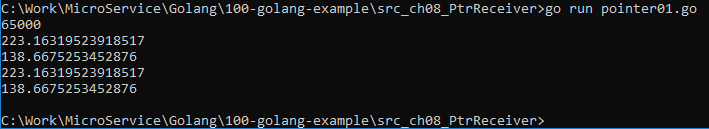 C:\Work\MicroService\Golang\100-golang-example\src_ch08_PtrReceiver>go run pointer01.go
65000
223.16319523918517
138.6675253452876
223.16319523918517
138.6675253452876
C:\Work\MicroService\Golang\100-golang-example\src_ch08_PtrReceiver>